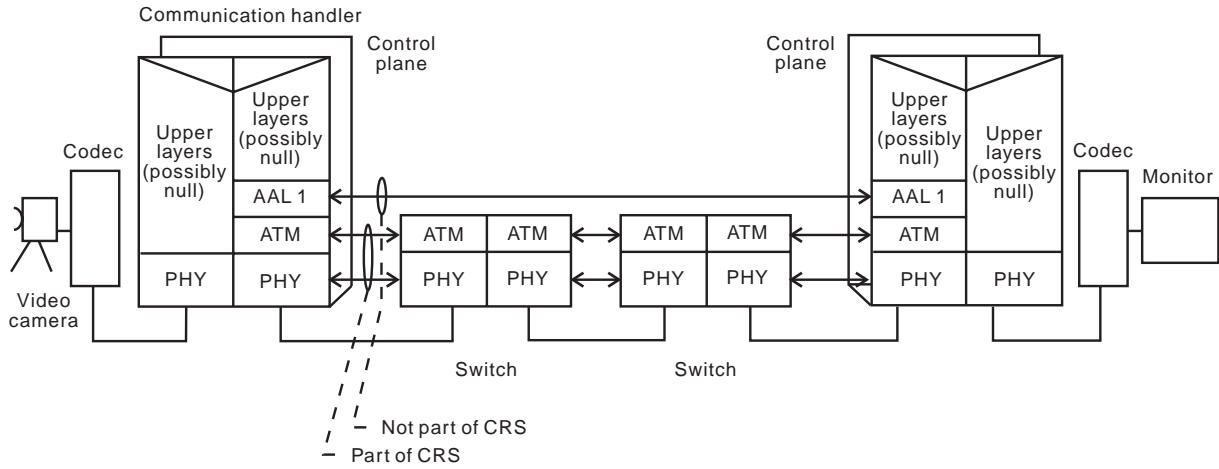 Communication handler
Control
plane
Upper
layers
(possibly
null)
Upper
layers
(possibly
null)
AAL 1
ATM
PHY
PHY
Codec
Video
camera
ATM
ATM
PHY
PHY
Switch
ATM
ATM
PHY
PHY
Switch
Control
plane
Upper
layers
(possibly
null)
AAL 1
ATM
PHY
Upper
layers
(possibly
null)
PHY
Codec
Monitor
Not part of CRS
Part of CRS